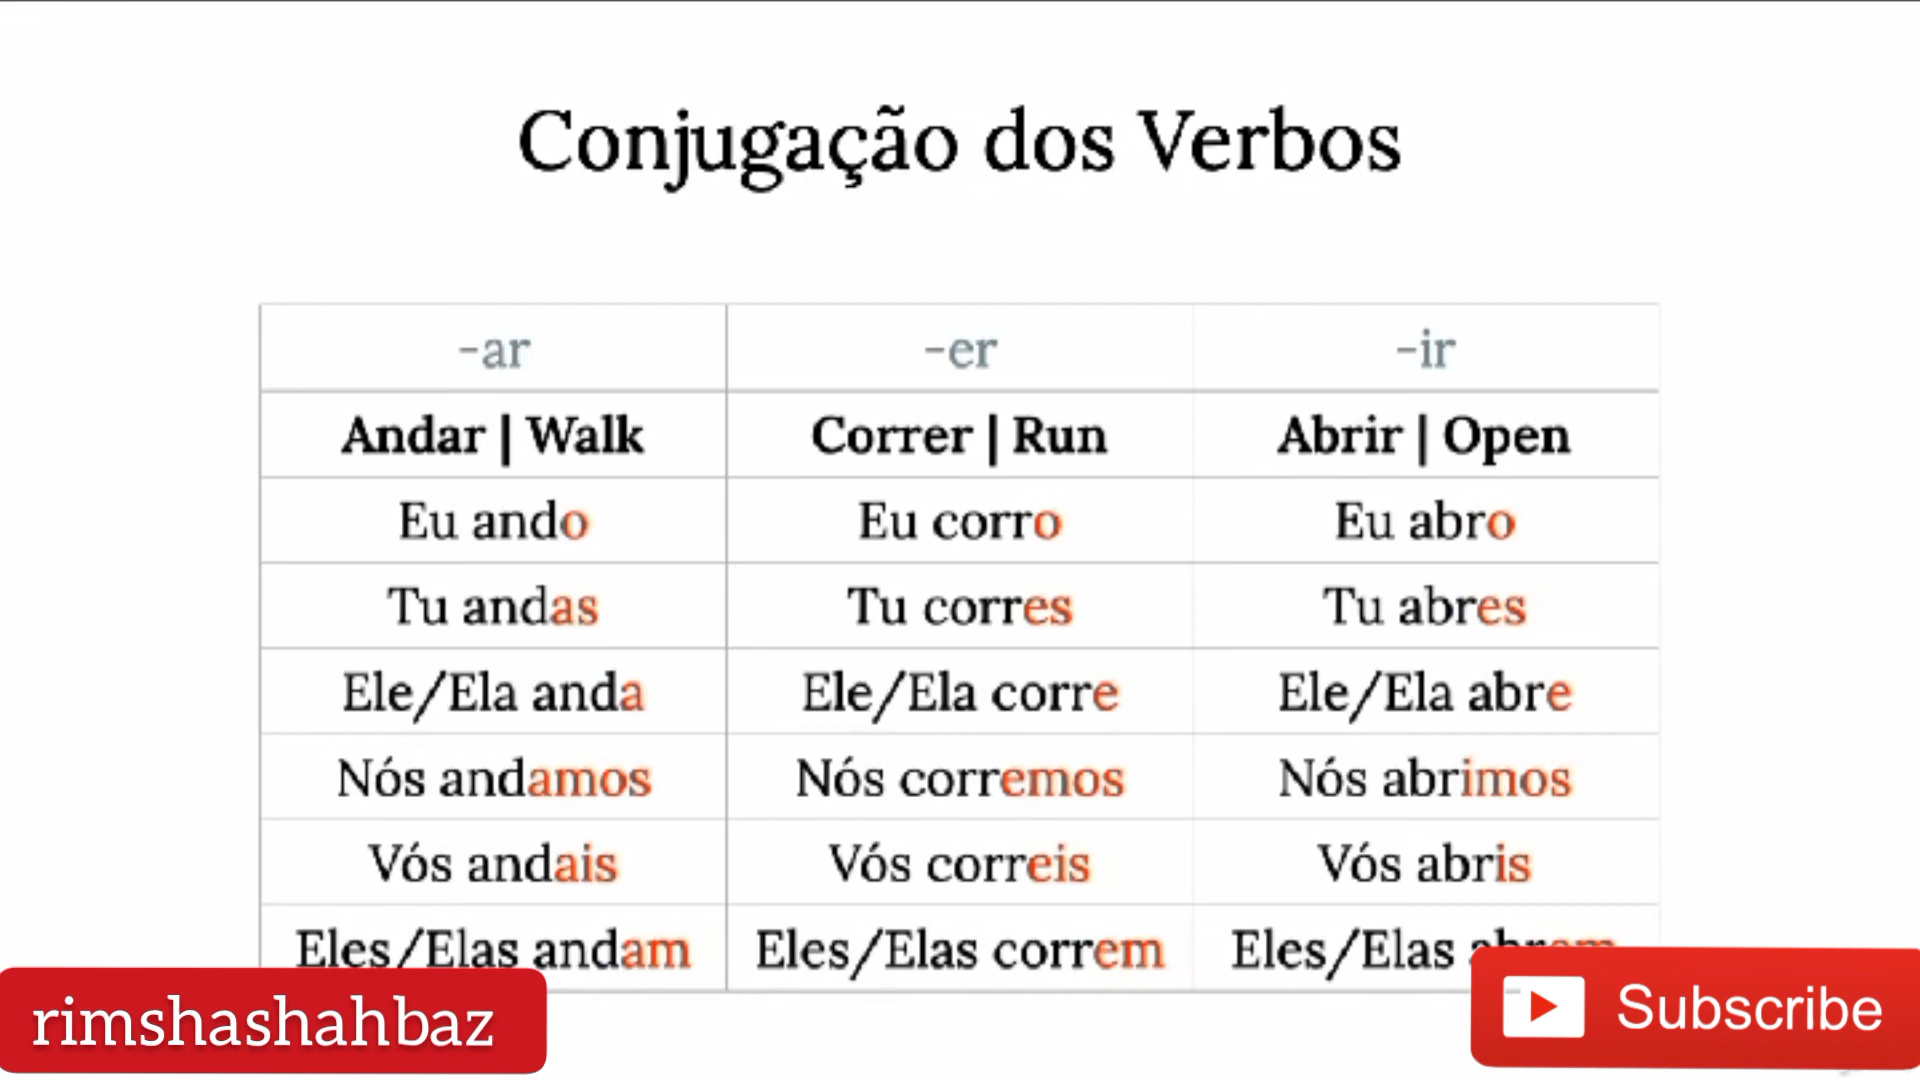 Conjugação dos Verbos
-ar -er -ir
Andar | Walk Correr | Run Abrir | Open
Eu ando Eu corro Eu abro
Tu andas Tu corres Tu abres
Ele/Ela anda Ele/Ela corre Ele/Ela abre
Nós andamos Nós corremos Nós abrimos
Vós andais Vós correis Vós abris
Eles/Elas andam Eles/Elas correm Eles/Elas abrem
rimshashahbaz
Subscribe